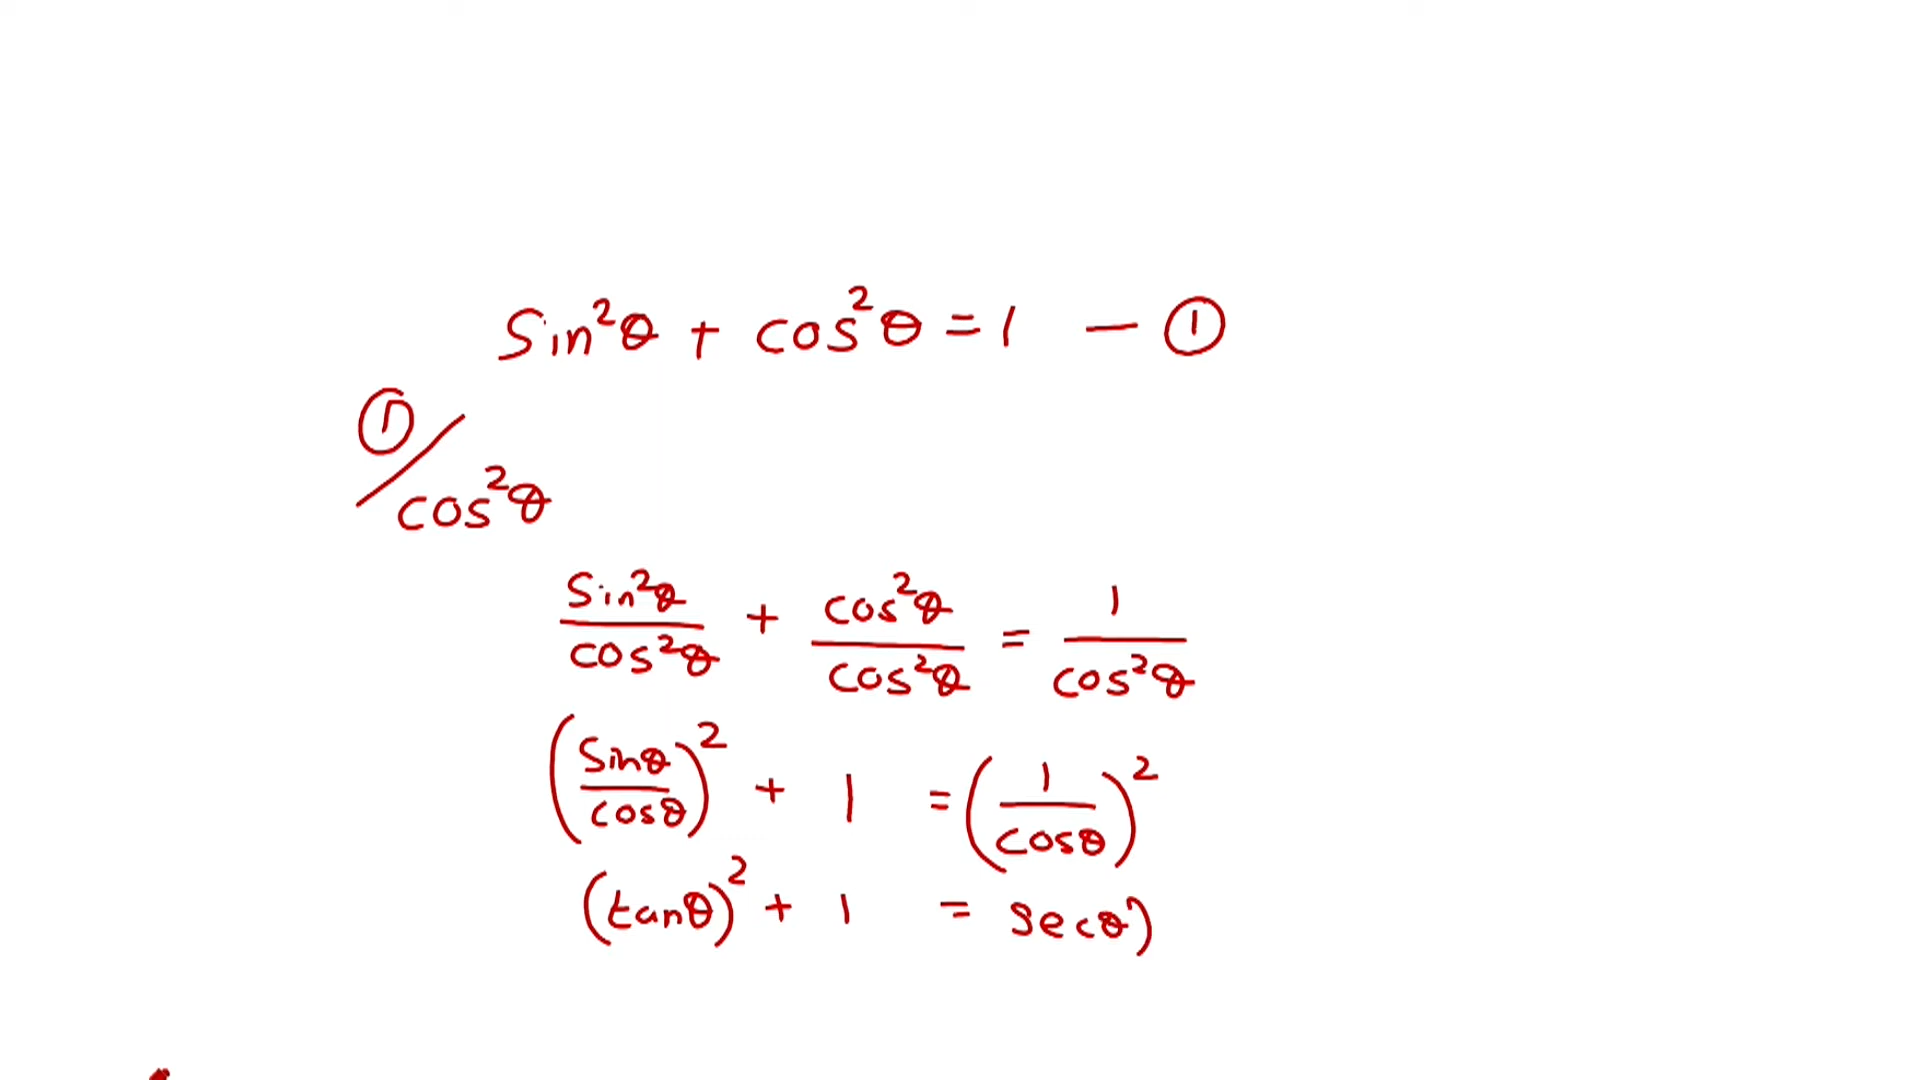 Sin²θ + cos²θ = 1 — ①
①/cos²θ
Sin²θ/cos²θ + cos²θ/cos²θ = 1/cos²θ
(Sinθ/cosθ)² + 1 = (1/cosθ)²
(tanθ)² + 1 = secθ)